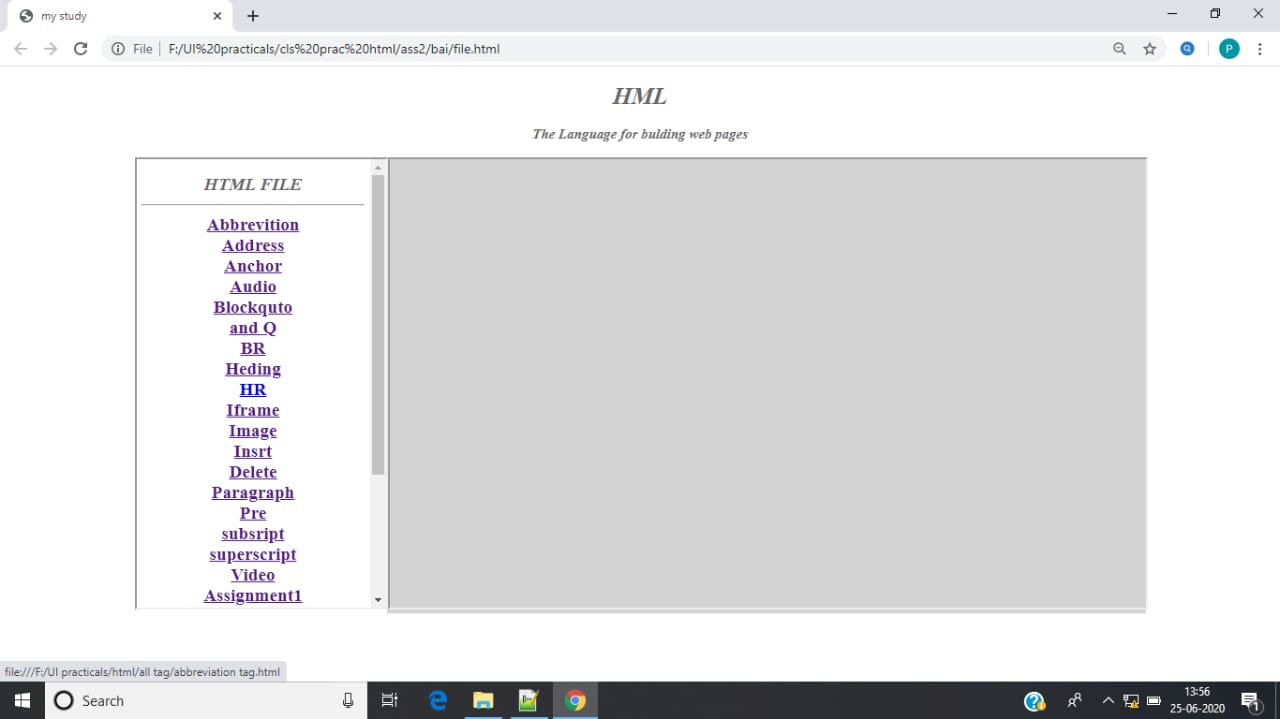 my study
File
F:/UI%20practicals/cls%20prac%20html/ass2/bai/file.html
P
HML
The Language for bulding web pages
HTML FILE
Abbrevition
Address
Anchor
Audio
Blockquto
and Q
BR
Heding
HR
Iframe
Image
Insrt
Delete
Paragraph
Pre
subsript
superscript
Video
Assignment1
file:///F:/UI practicals/html/all tag/abbreviation tag.html
Search
13:56
25-06-2020
1